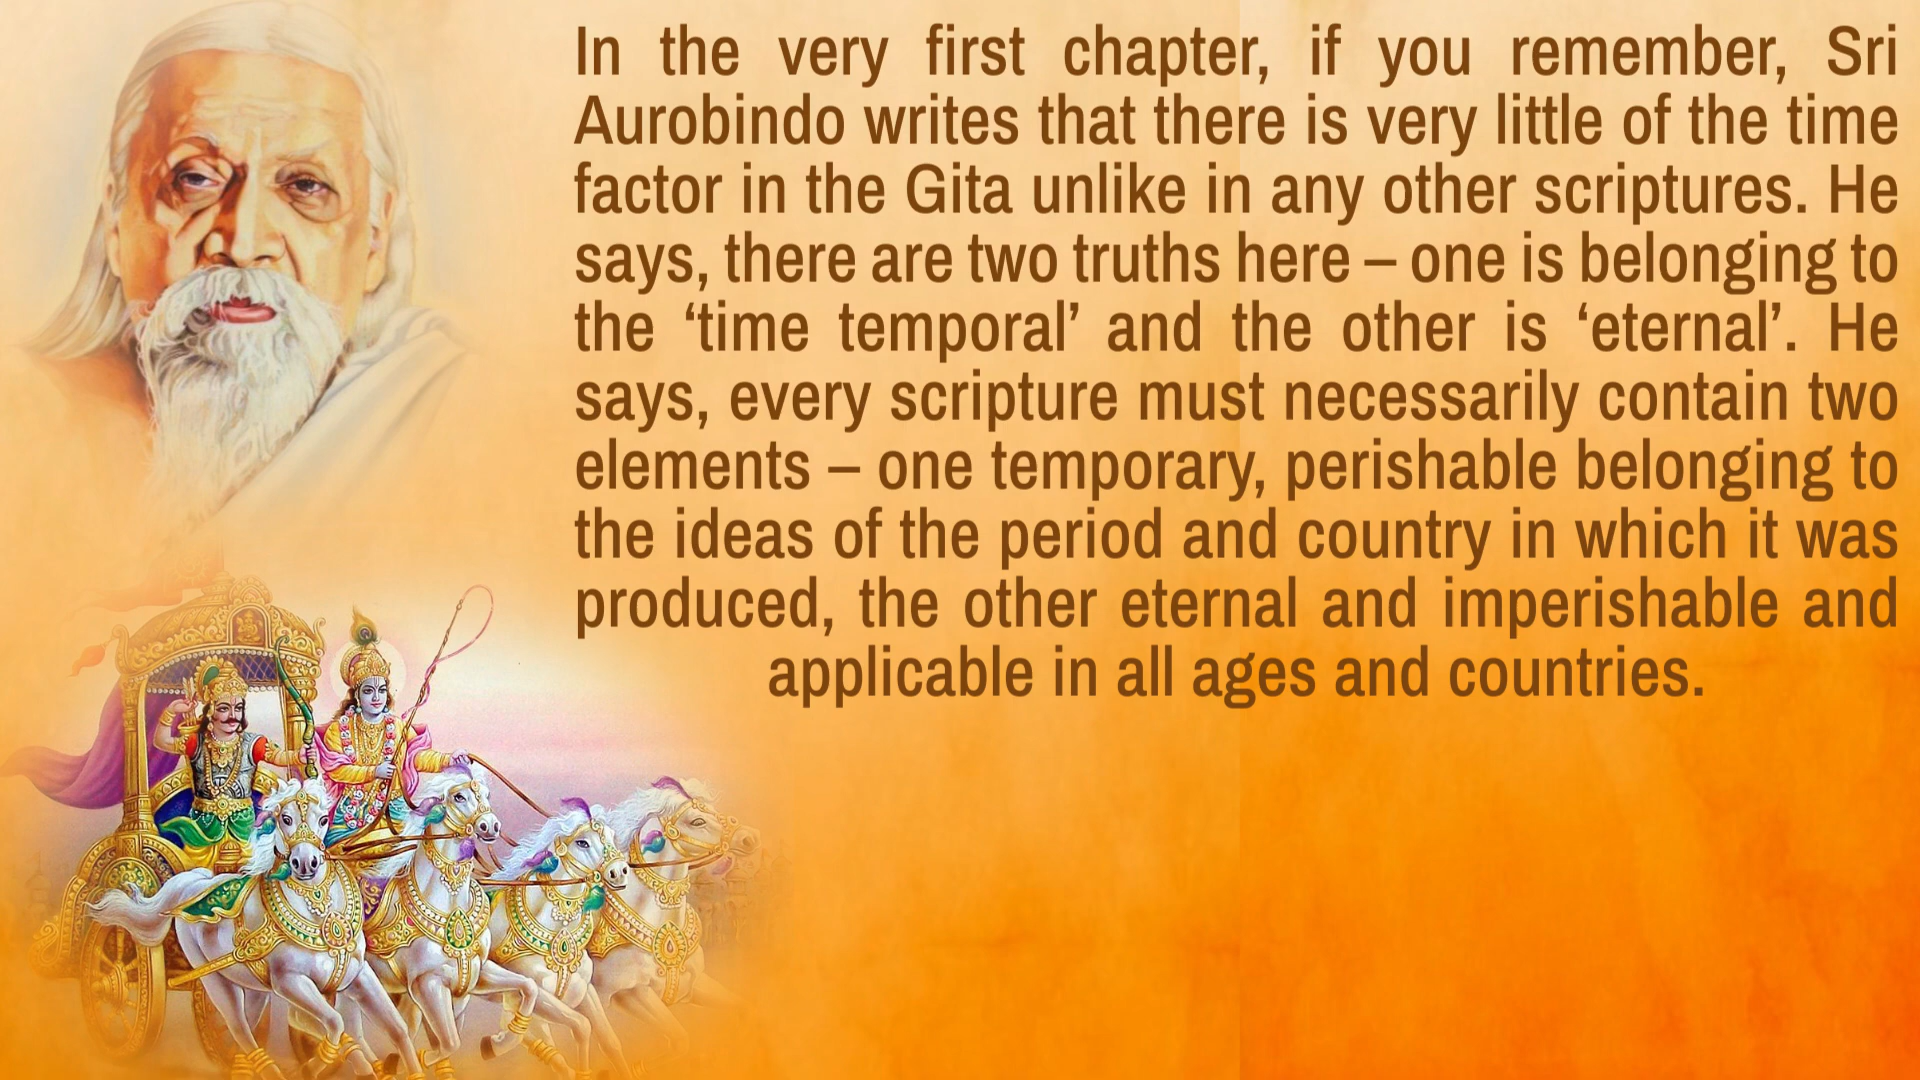 In the very first chapter, if you remember, Sri
Aurobindo writes that there is very little of the time
factor in the Gita unlike in any other scriptures. He
says, there are two truths here – one is belonging to
the ‘time temporal’ and the other is ‘eternal’. He
says, every scripture must necessarily contain two
elements – one temporary, perishable belonging to
the ideas of the period and country in which it was
produced, the other eternal and imperishable and
applicable in all ages and countries.